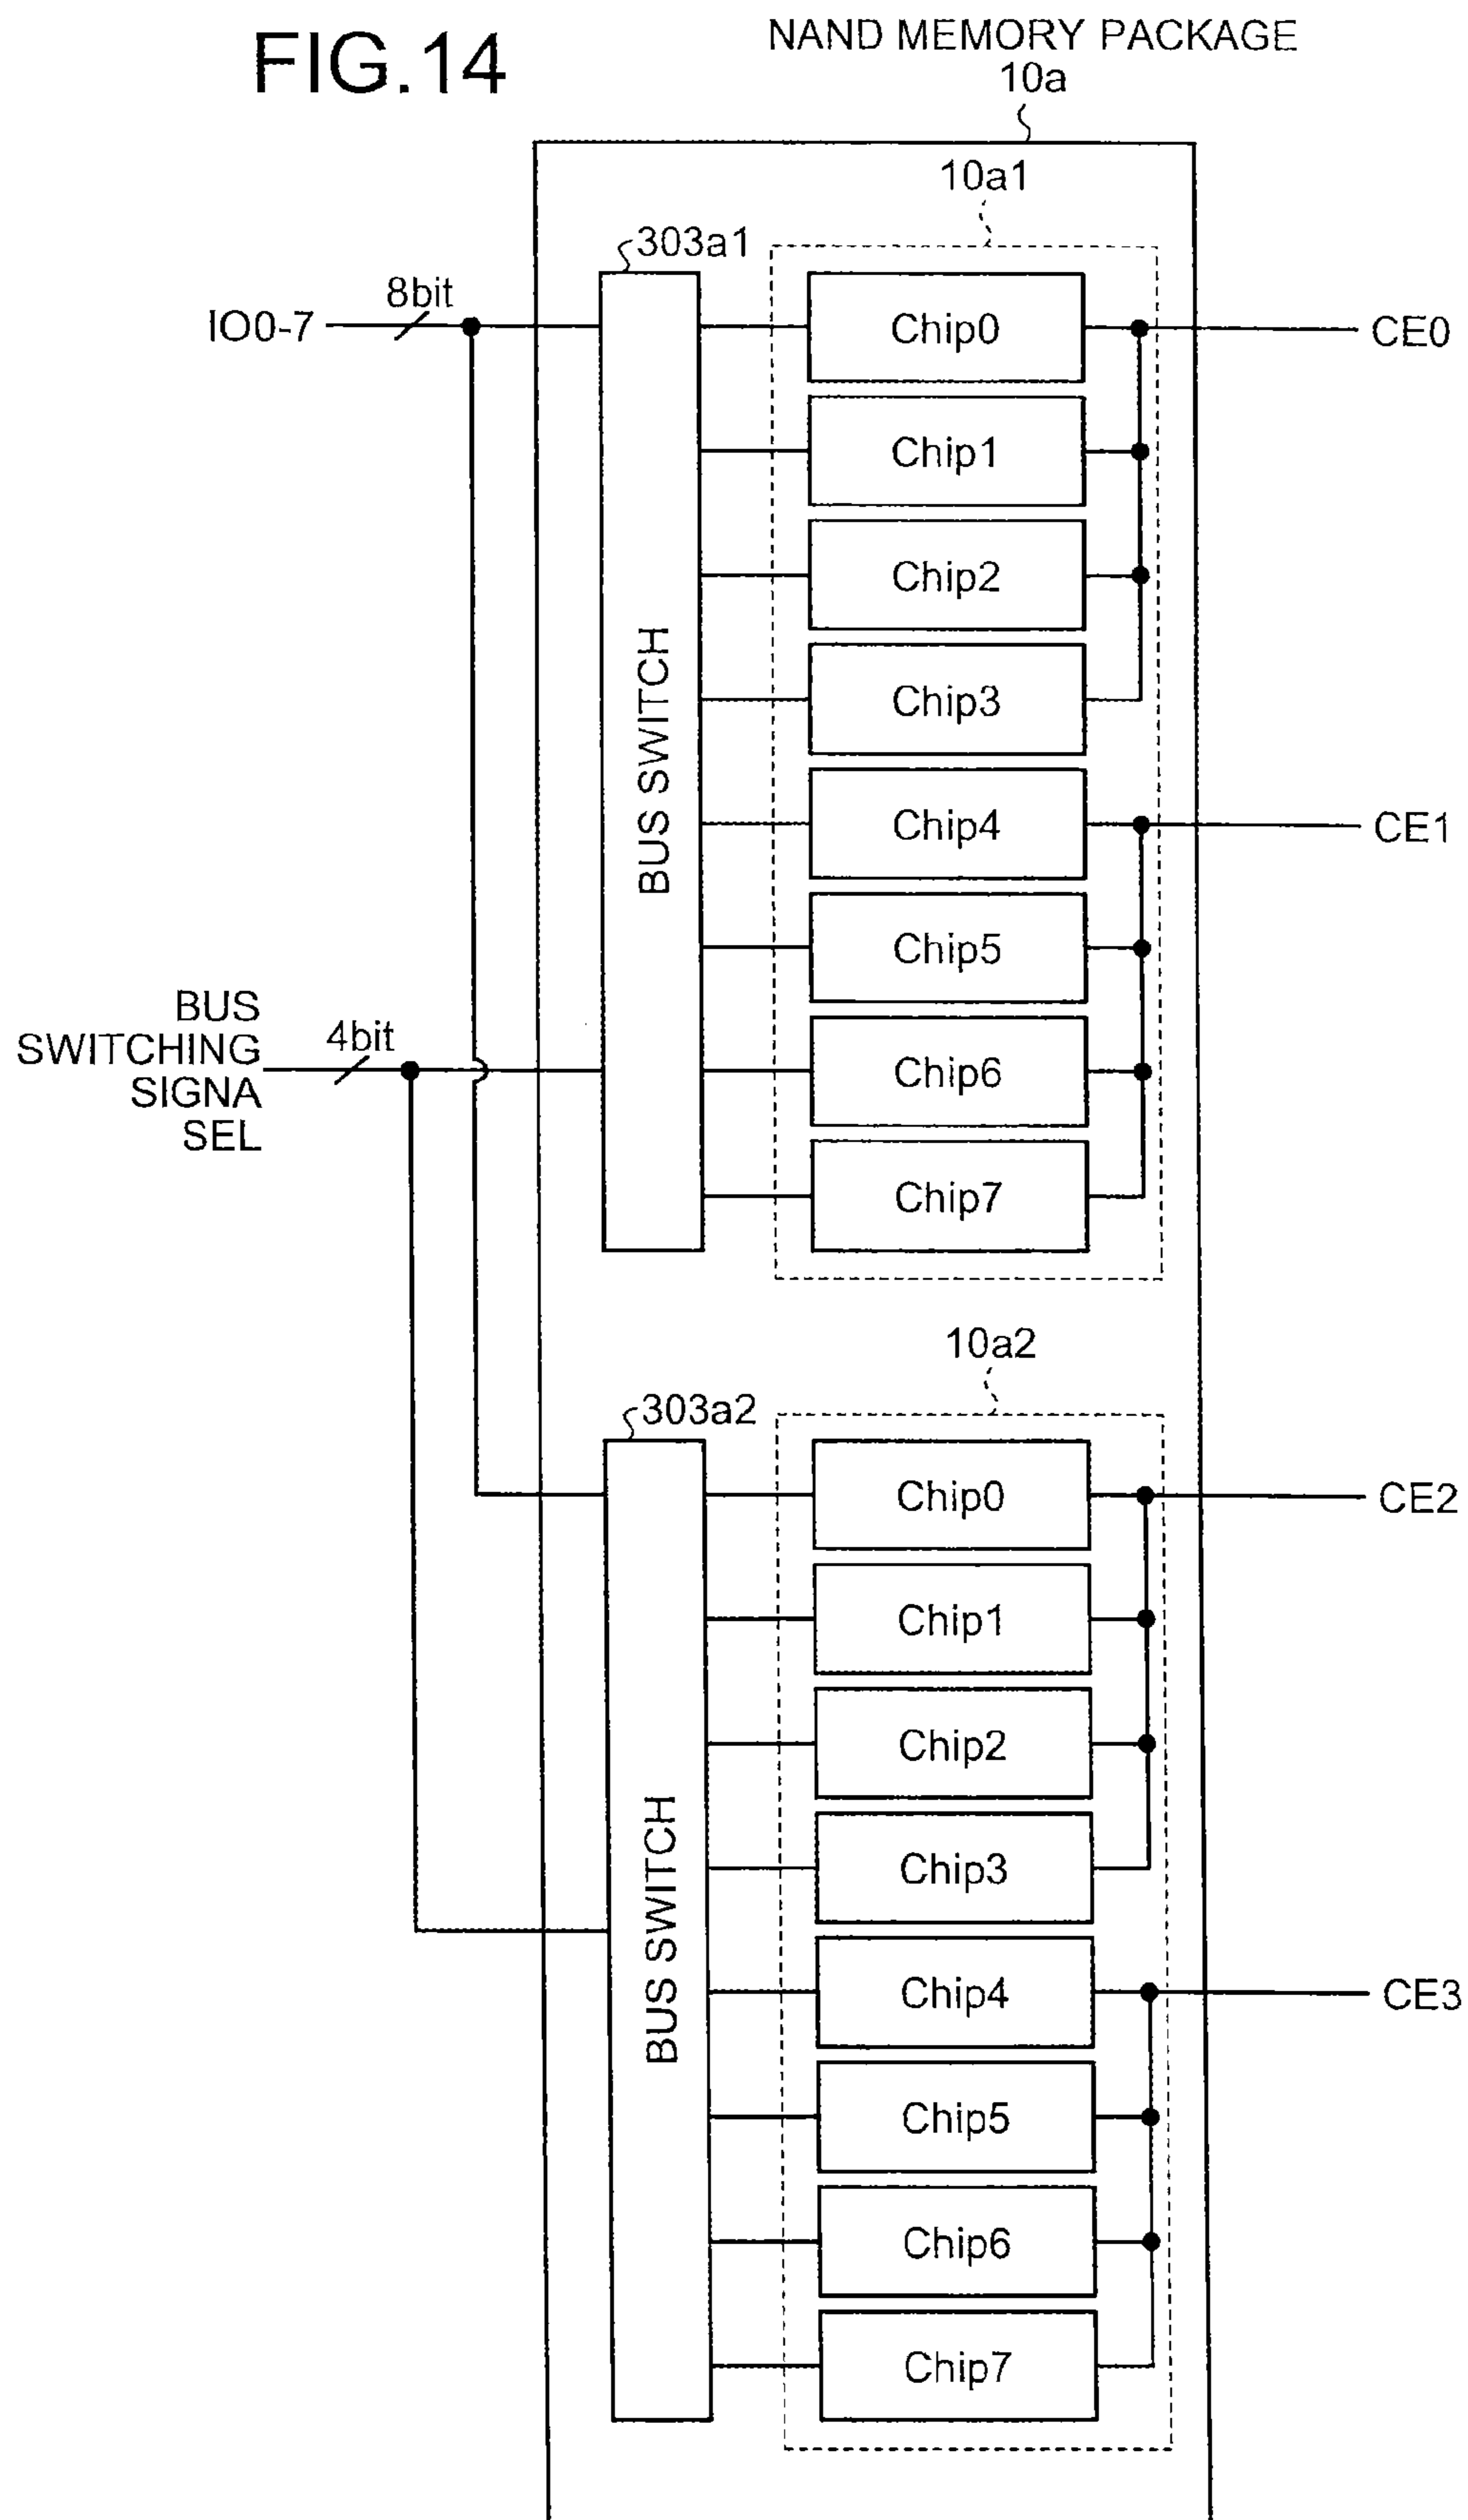 FIG.14
NAND MEMORY PACKAGE
10a
10a1
303a1
8bit
IO0-7
BUS SWITCH
Chip0
CE0
Chip1
Chip2
Chip3
Chip4
CE1
Chip5
BUS
SWITCHING
SIGNA
SEL
4bit
Chip6
Chip7
10a2
303a2
BUS SWITCH
Chip0
CE2
Chip1
Chip2
Chip3
Chip4
CE3
Chip5
Chip6
Chip7